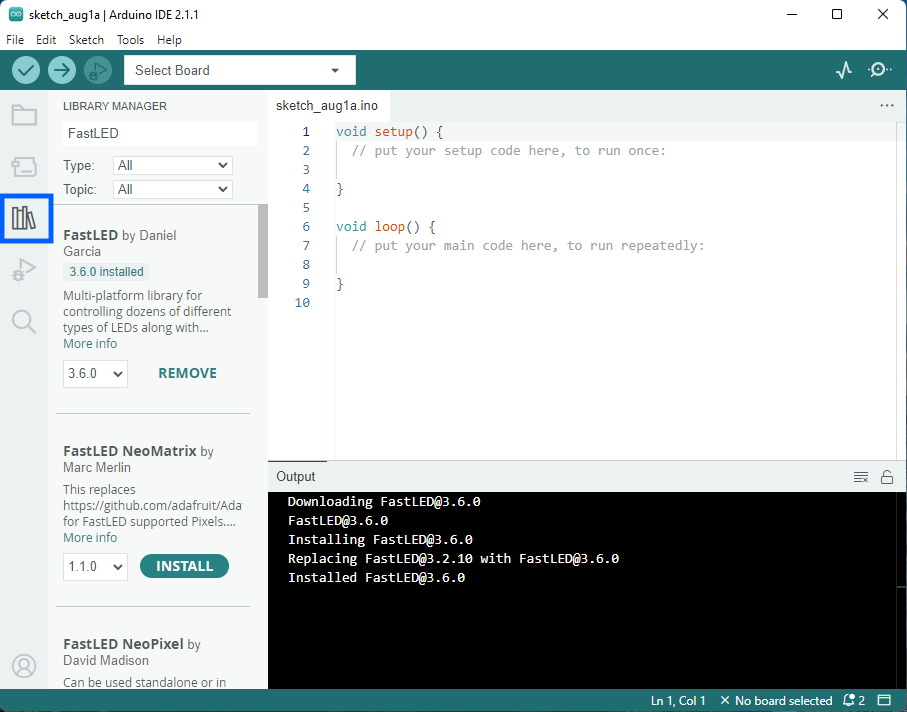 sketch_aug1a | Arduino IDE 2.1.1
File Edit Sketch Tools Help
Select Board
LIBRARY MANAGER
FastLED
Type: All
Topic: All
FastLED by Daniel
Garcia
3.6.0 installed
Multi-platform library for
controlling dozens of different
types of LEDs along with...
More info
3.6.0 REMOVE
FastLED NeoMatrix by
Marc Merlin
This replaces
https://github.com/adafruit/Ada
for FastLED supported Pixels....
More info
1.1.0 INSTALL
FastLED NeoPixel by
David Madison
Can be used standalone or in
sketch_aug1a.ino
1 void setup() {
2 // put your setup code here, to run once:
3
4 }
5
6 void loop() {
7 // put your main code here, to run repeatedly:
8
9 }
10
Output
Downloading FastLED@3.6.0
FastLED@3.6.0
Installing FastLED@3.6.0
Replacing FastLED@3.2.10 with FastLED@3.6.0
Installed FastLED@3.6.0
Ln 1, Col 1 No board selected 2